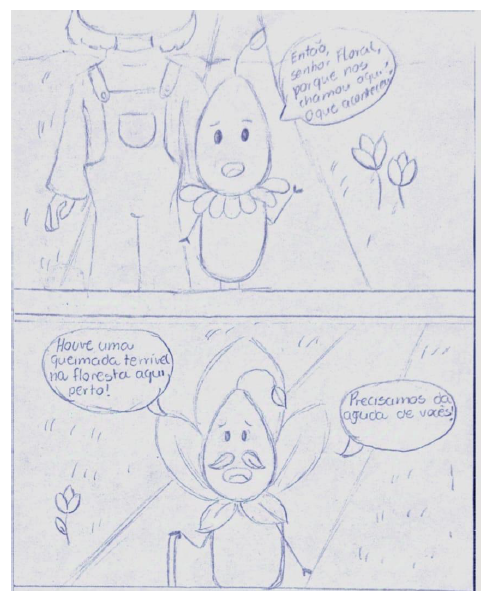 Então,
senhor Floral,
porque nos
chamou aqui?
O que aconteceu?
Houve uma
queimada terrível
na floresta aqui
perto!
Precisamos da
ajuda de vocês!